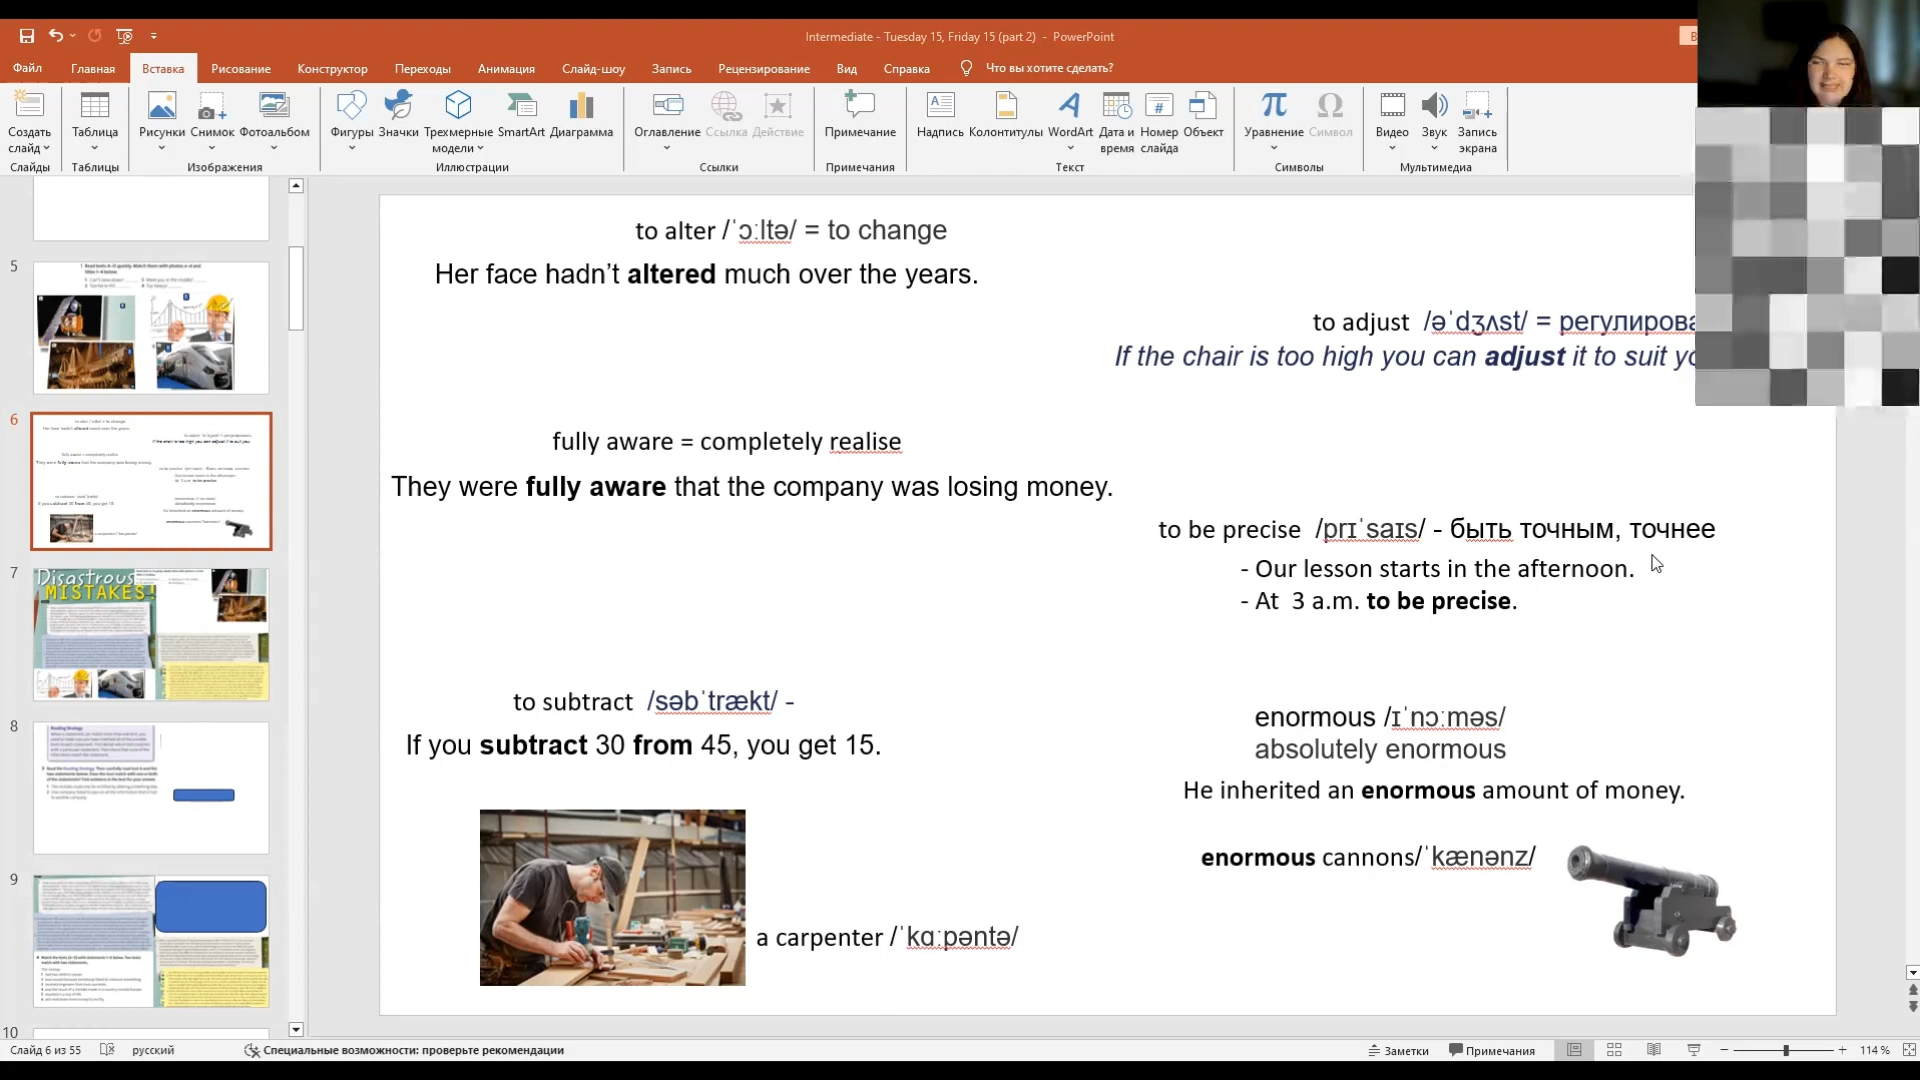 Intermediate - Tuesday 15, Friday 15 (part 2) - PowerPoint
Файл Главная Вставка Рисование Конструктор Переходы Анимация Слайд-шоу Запись Рецензирование Вид Справка Что вы хотите сделать?
Создать слайд Таблица Рисунки Снимок Фотоальбом Фигуры Значки Трехмерные модели SmartArt Диаграмма Оглавление Ссылка Действие Примечание Надпись Колонтитулы WordArt Дата и время Номер слайда Объект Уравнение Символ Видео Звук Запись экрана
Слайды Таблицы Изображения Иллюстрации Ссылки Примечания Текст Символы Мультимедиа
5
6
7
Disastrous
MISTAKES!
8
9
10
to alter /ˈɔːltə/ = to change
Her face hadn’t altered much over the years.
to adjust /əˈdʒʌst/ =
If the chair is too high you can adjust it to suit
fully aware = completely realise
They were fully aware that the company was losing money.
to be precise /prɪˈsaɪs/ - быть точным, точнее
- Our lesson starts in the afternoon.
- At 3 a.m. to be precise.
to subtract /səbˈtrækt/ -
If you subtract 30 from 45, you get 15.
enormous /ɪˈnɔːməs/
absolutely enormous
He inherited an enormous amount of money.
enormous cannons/ˈkænənz/
a carpenter /ˈkɑːpəntə/
Слайд 6 из 55 русский Специальные возможности: проверьте рекомендации Заметки Примечания 114 %